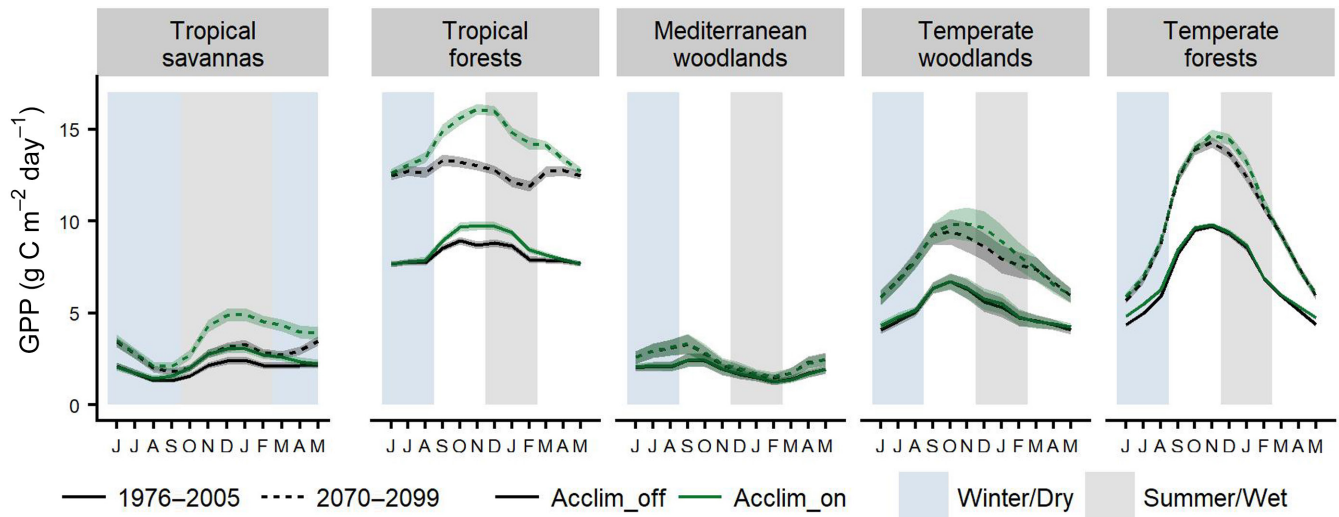 Tropical
savannas
Tropical
forests
Mediterranean
woodlands
Temperate
woodlands
Temperate
forests
GPP (g C m⁻² day⁻¹)
15
10
5
0
J J A S O N D J F M A M
J J A S O N D J F M A M
J J A S O N D J F M A M
J J A S O N D J F M A M
J J A S O N D J F M A M
1976–2005
2070–2099
Acclim_off
Acclim_on
Winter/Dry
Summer/Wet